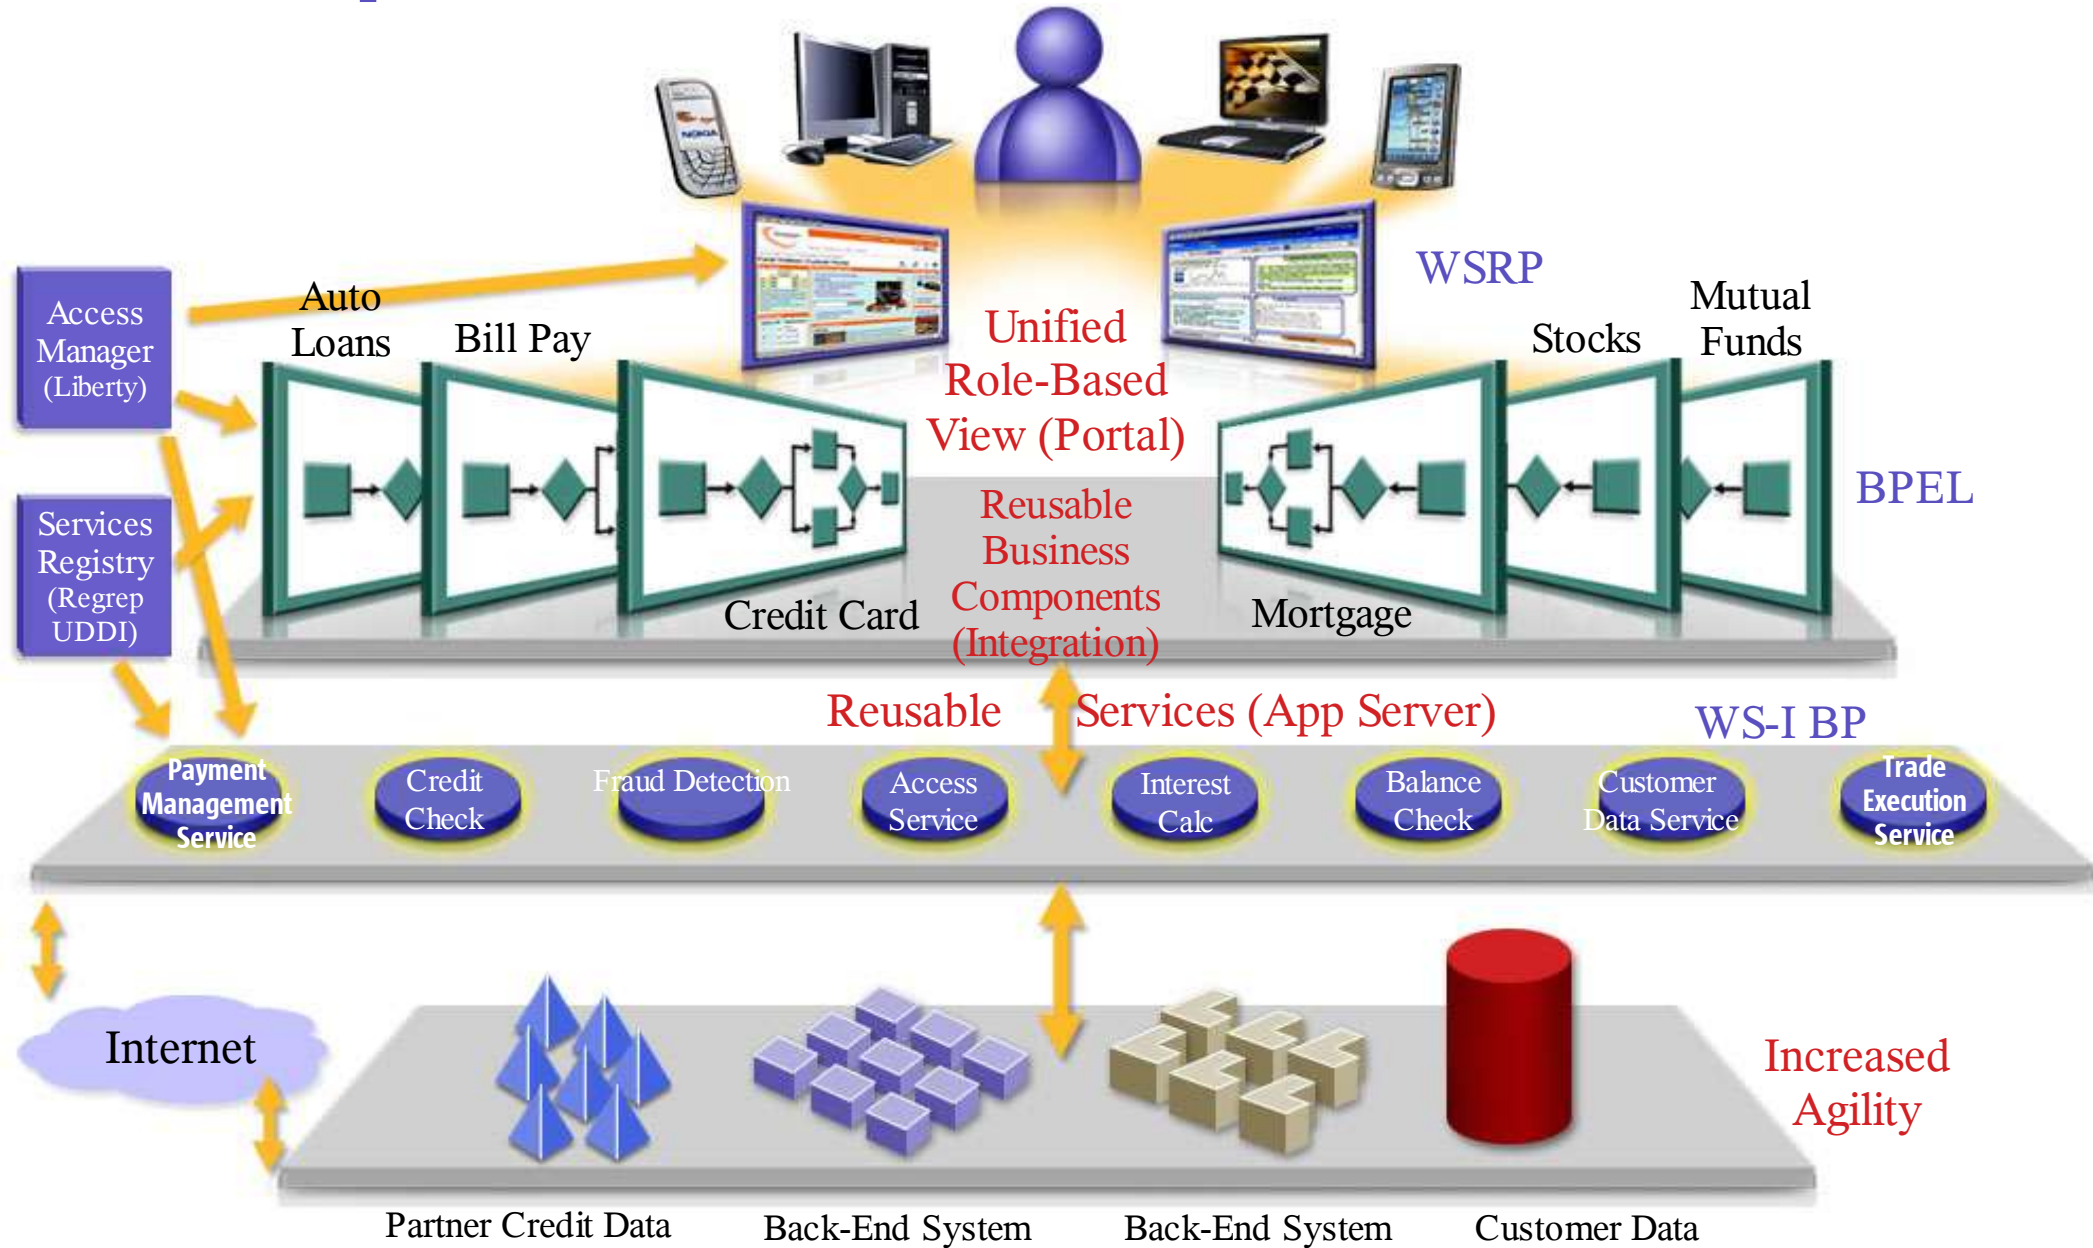 NOKIA
WSRP
Access
Manager
(Liberty)
Auto
Loans
Bill Pay
Unified
Role-Based
View (Portal)
Stocks
Mutual
Funds
BPEL
Services
Registry
(Regrep
UDDI)
Reusable
Business
Components
(Integration)
Credit Card
Mortgage
Reusable Services (App Server)
WS-I BP
Payment
Management
Service
Credit
Check
Fraud Detection
Access
Service
Interest
Calc
Balance
Check
Customer
Data Service
Trade
Execution
Service
Internet
Increased
Agility
Partner Credit Data
Back-End System
Back-End System
Customer Data